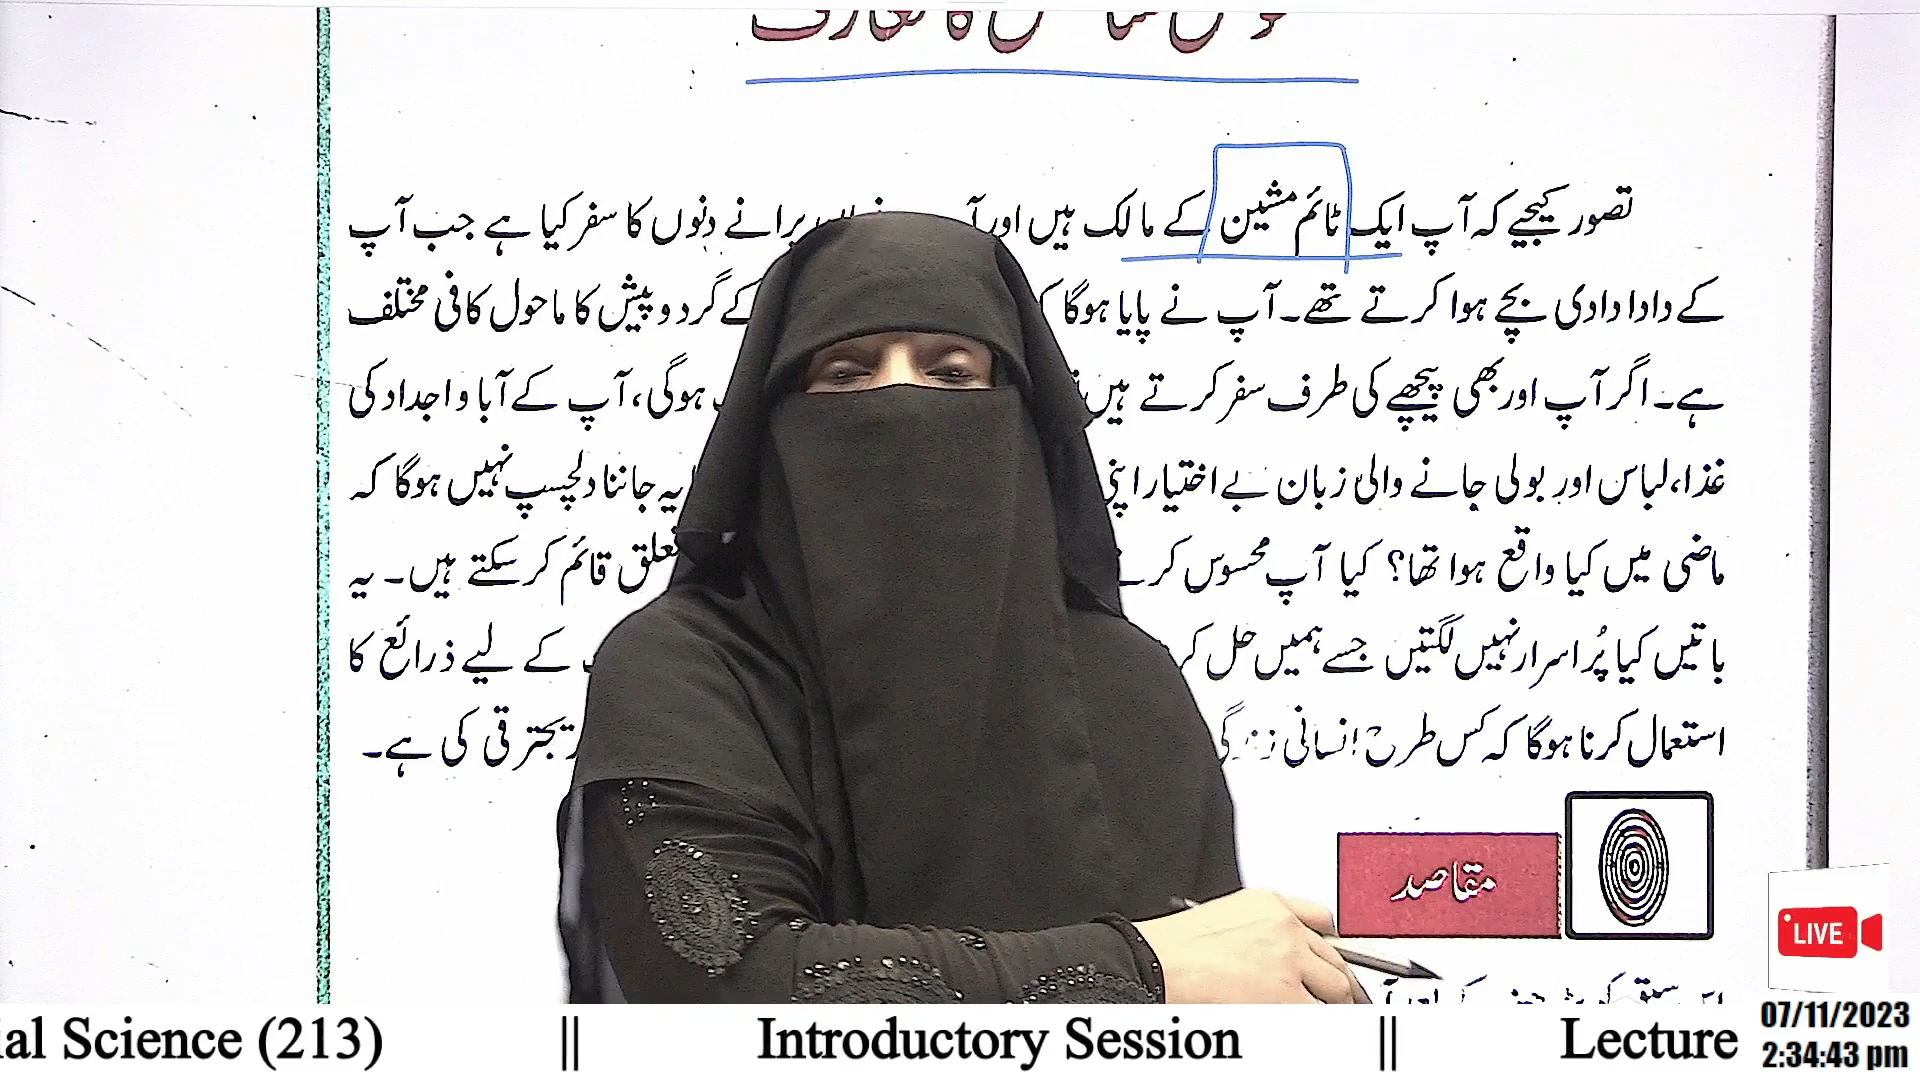 کا تعارف
تصور کیجیے کہ آپ ایک ٹائم مشین کے مالک ہیں اور پرانے دنوں کا سفر کیا ہے جب آپ
کے دادا دادی بچے ہوا کرتے تھے۔ آپ نے پایا ہوگا کے گرد و پیش کا ماحول کافی مختلف
ہے۔ اگر آپ اور بھی پیچھے کی طرف سفر کرتے ہیں ہوگی، آپ کے آبا و اجداد کی
غذا، لباس اور بولی جانے والی زبان بے اختیار اپنی یہ جاننا دلچسپ نہیں ہوگا کہ
ماضی میں کیا واقع ہوا تھا؟ کیا آپ محسوس تعلق قائم کر سکتے ہیں۔ یہ
باتیں کیا پُر اسرار نہیں لگتیں جسے ہمیں حل کے لیے ذرائع کا
استعمال کرنا ہوگا کہ کس طرح انسانی ترقی کی ہے۔
مقاصد
LIVE
ial Science (213) || Introductory Session || Lecture
07/11/2023
2:34:43 pm